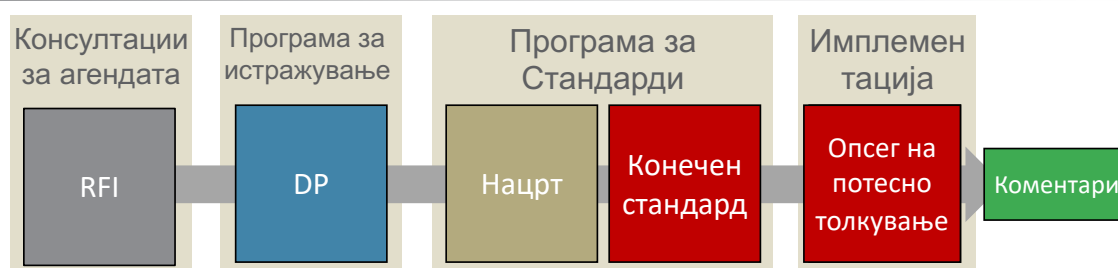 Консултации
за агендата
Програма за
истражување
Програма за
Стандарди
Имплемен
тација
RFI
DP
Нацрт
Конечен
стандард
Опсег на
потесно
толкување
Коментари